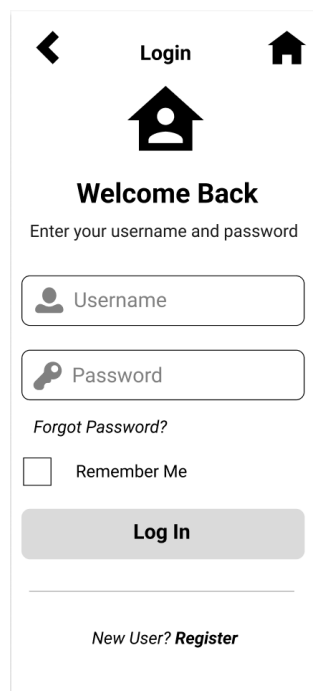 Login
Welcome Back
Enter your username and password
Username
Password
Forgot Password?
Remember Me
Log In
New User? Register